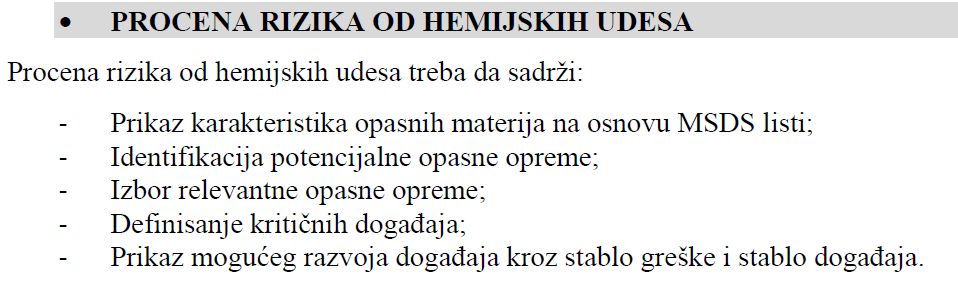 • PROCENA RIZIKA OD HEMIJSKIH UDESA
Procena rizika od hemijskih udesa treba da sadrži:
- Prikaz karakteristika opasnih materija na osnovu MSDS listi;
- Identifikacija potencijalne opasne opreme;
- Izbor relevantne opasne opreme;
- Definisanje kritičnih događaja;
- Prikaz mogućeg razvoja događaja kroz stablo greške i stablo događaja.